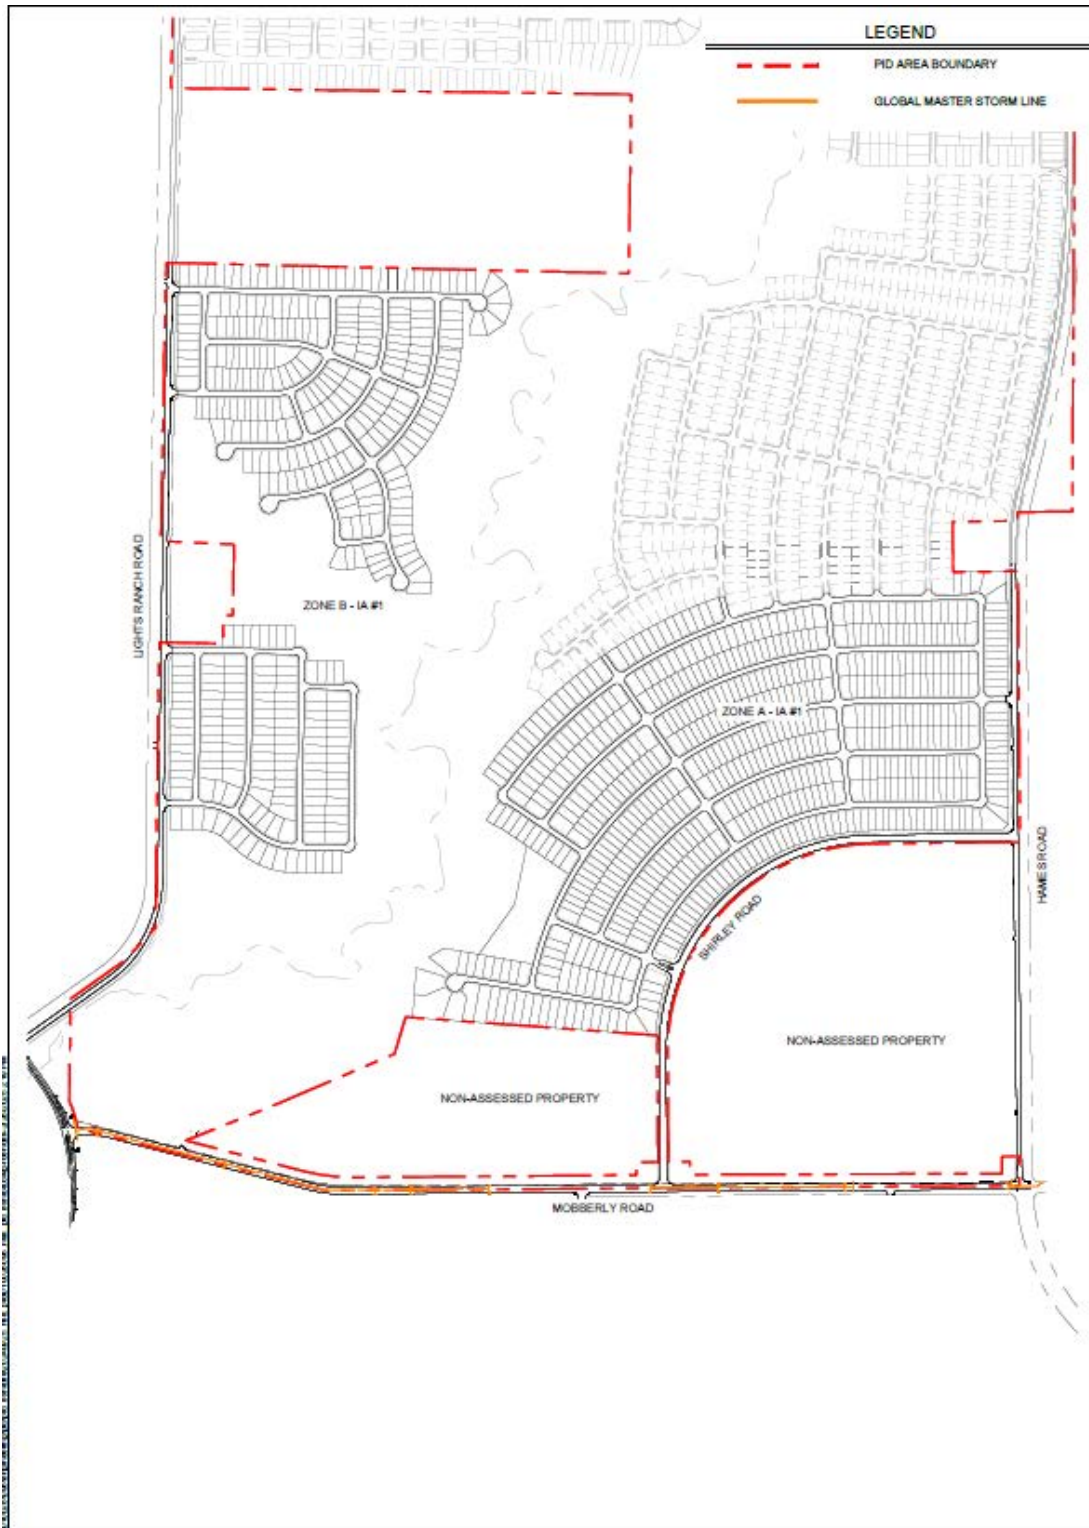 LEGEND
PID AREA BOUNDARY
GLOBAL MASTER STORM LINE
LIGHTS RANCH ROAD
ZONE B - IA #1
ZONE A - IA #1
HAMES ROAD
SHIRLEY ROAD
NON-ASSESSED PROPERTY
NON-ASSESSED PROPERTY
MOBBERLY ROAD